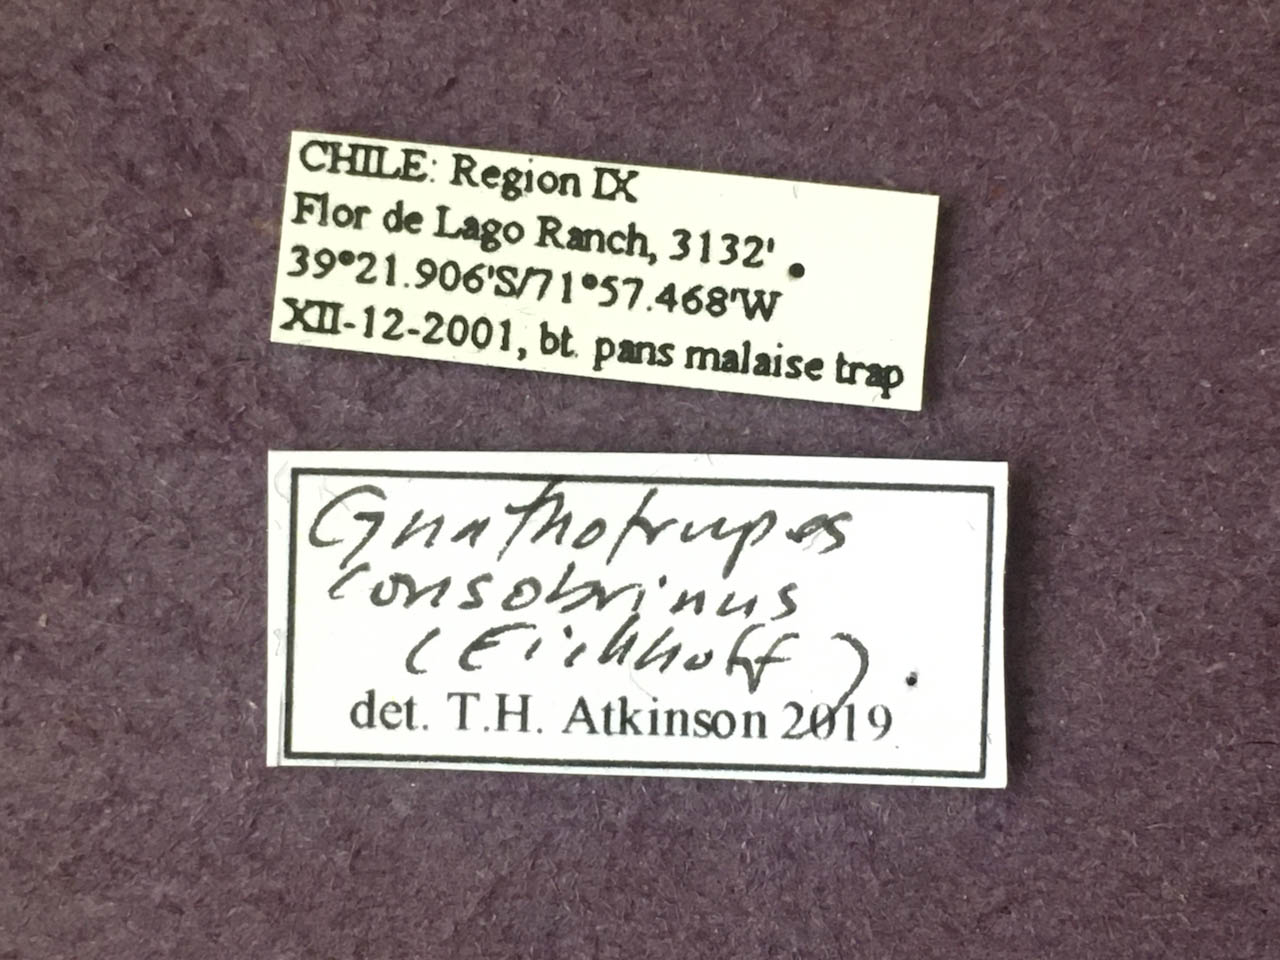 CHILE: Region IX
Flor de Lago Ranch, 3132'
39°21.906'S/71°57.468'W
XII-12-2001, bt. pans malaise trap
Gnathotrupes
consobrinus
(Eichhoff)
det. T.H. Atkinson 2019